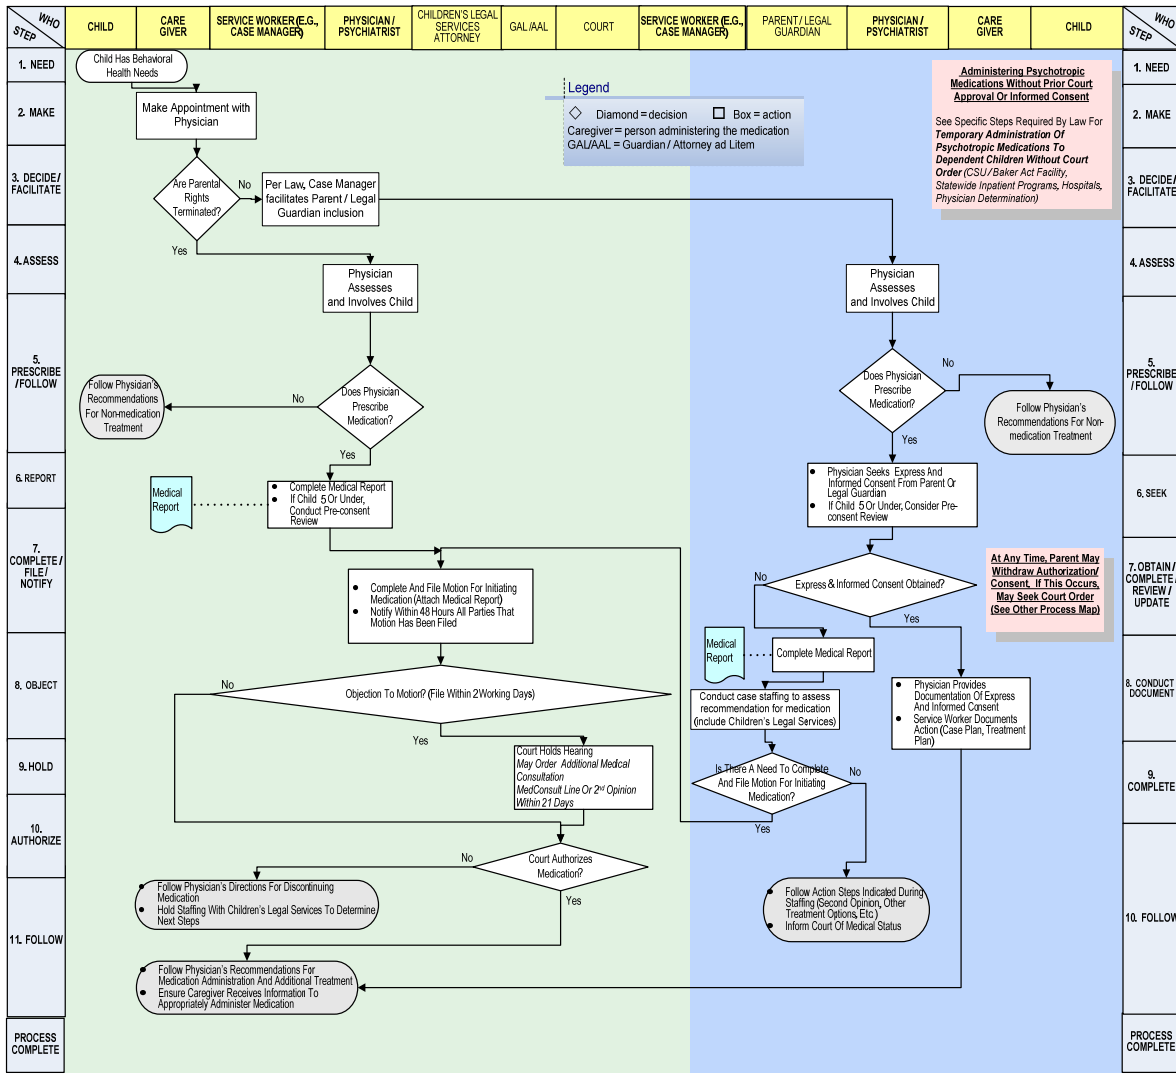 WHO
STEP
CHILD
CARE
GIVER
SERVICE WORKER (E.G.,
CASE MANAGER)
PHYSICIAN /
PSYCHIATRIST
CHILDREN'S LEGAL
SERVICES
ATTORNEY
GAL/AAL
COURT
SERVICE WORKER (E.G.,
CASE MANAGER)
PARENT / LEGAL
GUARDIAN
PHYSICIAN /
PSYCHIATRIST
CARE
GIVER
CHILD
WHO
STEP
1. NEED
2. MAKE
3. DECIDE/
FACILITATE
4. ASSESS
5.
PRESCRIBE
/FOLLOW
6. REPORT
7.
COMPLETE /
FILE /
NOTIFY
8. OBJECT
9. HOLD
10.
AUTHORIZE
11. FOLLOW
PROCESS
COMPLETE
Child Has Behavioral
Health Needs
Make Appointment with
Physician
Are Parental
Rights
Terminated?
No
Yes
Per Law, Case Manager
facilitates Parent / Legal
Guardian inclusion
Legend
Diamond = decision
Box = action
Caregiver = person administering the medication
GAL/AAL = Guardian / Attorney ad Litem
Administering Psychotropic
Medications Without Prior Court
Approval Or Informed Consent
See Specific Steps Required By Law For
Temporary Administration Of
Psychotropic Medications To
Dependent Children Without Court
Order (CSU / Baker Act Facility,
Statewide Inpatient Programs, Hospitals,
Physician Determination)
Physician
Assesses
and Involves Child
Does Physician
Prescribe
Medication?
No
Yes
Follow Physician's
Recommendations
For Non-medication
Treatment
Medical
Report
• Complete Medical Report
• If Child 5 Or Under,
Conduct Pre-consent
Review
• Complete And File Motion For Initiating
Medication (Attach Medical Report)
• Notify Within 48 Hours All Parties That
Motion Has Been Filed
Objection To Motion? (File Within 2 Working Days)
No
Yes
Court Holds Hearing
May Order Additional Medical
Consultation
MedConsult Line Or 2nd Opinion
Within 21 Days
Court Authorizes
Medication?
No
Yes
• Follow Physician's Directions For Discontinuing
Medication
• Hold Staffing With Children's Legal Services To Determine
Next Steps
• Follow Physician's Recommendations For
Medication Administration And Additional Treatment
• Ensure Caregiver Receives Information To
Appropriately Administer Medication
Physician
Assesses
and Involves Child
Does Physician
Prescribe
Medication?
No
Yes
Follow Physician's
Recommendations For Non-
medication Treatment
• Physician Seeks Express And
Informed Consent From Parent Or
Legal Guardian
• If Child 5 Or Under, Consider Pre-
consent Review
Express & Informed Consent Obtained?
No
Yes
At Any Time, Parent May
Withdraw Authorization/
Consent, If This Occurs,
May Seek Court Order
(See Other Process Map)
Medical
Report
Complete Medical Report
Conduct case staffing to assess
recommendation for medication
(include Children's Legal Services)
• Physician Provides
Documentation Of Express
And Informed Consent
• Service Worker Documents
Action (Case Plan, Treatment
Plan)
Is There A Need To Complete
And File Motion For Initiating
Medication?
No
Yes
• Follow Action Steps Indicated During
Staffing (Second Opinion, Other
Treatment Options, Etc.)
• Inform Court Of Medical Status
1. NEED
2. MAKE
3. DECIDE/
FACILITATE
4. ASSESS
5.
PRESCRIBE
/ FOLLOW
6. SEEK
7. OBTAIN /
COMPLETE /
REVIEW /
UPDATE
8. CONDUCT
DOCUMENT
9.
COMPLETE
10. FOLLOW
PROCESS
COMPLETE